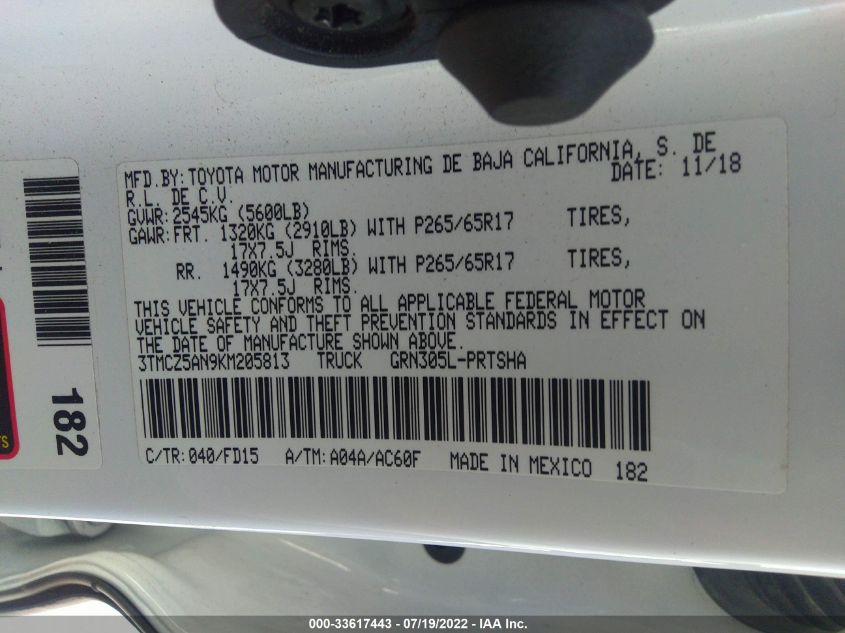 MFD.BY:TOYOTA MOTOR MANUFACTURING DE BAJA CALIFORNIA, S. DE
R.L. DE C.V. DATE: 11/18
GVWR:2545KG (5600LB)
GAWR:FRT. 1320KG (2910LB) WITH P265/65R17 TIRES,
17X7.5J RIMS.
RR. 1490KG (3280LB) WITH P265/65R17 TIRES,
17X7.5J RIMS.
THIS VEHICLE CONFORMS TO ALL APPLICABLE FEDERAL MOTOR
VEHICLE SAFETY AND THEFT PREVENTION STANDARDS IN EFFECT ON
THE DATE OF MANUFACTURE SHOWN ABOVE.
3TMCZ5AN9KM205813 TRUCK GRN305L-PRTSHA
C/TR:040/FD15 A/TM:A04A/AC60F MADE IN MEXICO 182
182
000-33617443 - 07/19/2022 - IAA Inc.